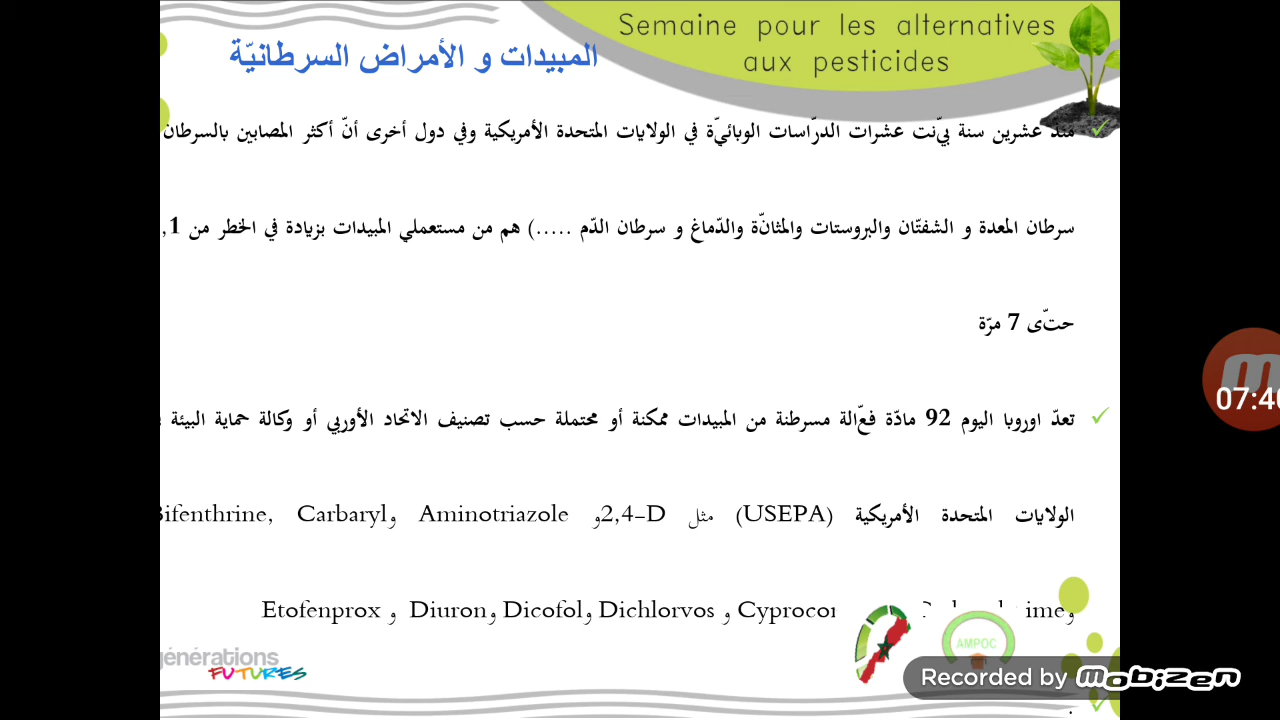 Semaine pour les alternatives
aux pesticides
المبيدات و الأمراض السرطانيّة
منذ عشرين سنة بيّنت عشرات الدرّاسات الوبائيّة في الولايات المتحدة الأمريكية وفي دول أخرى أنّ أكثر المصابين بالسرطان
سرطان المعدة و الشفتّان والبروستات والمثانّة والدّماغ و سرطان الدّم .....) هم من مستعملي المبيدات بزيادة في الخطر من 1,
حتّى 7 مرّة
تعدّ اوروبا اليوم 92 مادّة فعّالة مسرطنة من المبيدات ممكنة أو محتملة حسب تصنيف الاتحاد الأوربي أو وكالة حماية البيئة
الولايات المتحدة الأمريكية (USEPA) مثل 2,4-D و Aminotriazole و Bifenthrine, Carbaryl
و Dichlorvos و Dicofol و Diuron و Etofenprox
générations
FUTURES
AMPOC
07:40
Recorded by mobizen